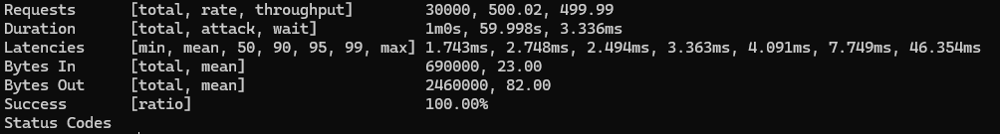 Requests [total, rate, throughput] 30000, 500.02, 499.99
Duration [total, attack, wait] 1m0s, 59.998s, 3.336ms
Latencies [min, mean, 50, 90, 95, 99, max] 1.743ms, 2.748ms, 2.494ms, 3.363ms, 4.091ms, 7.749ms, 46.354ms
Bytes In [total, mean] 690000, 23.00
Bytes Out [total, mean] 2460000, 82.00
Success [ratio] 100.00%
Status Codes